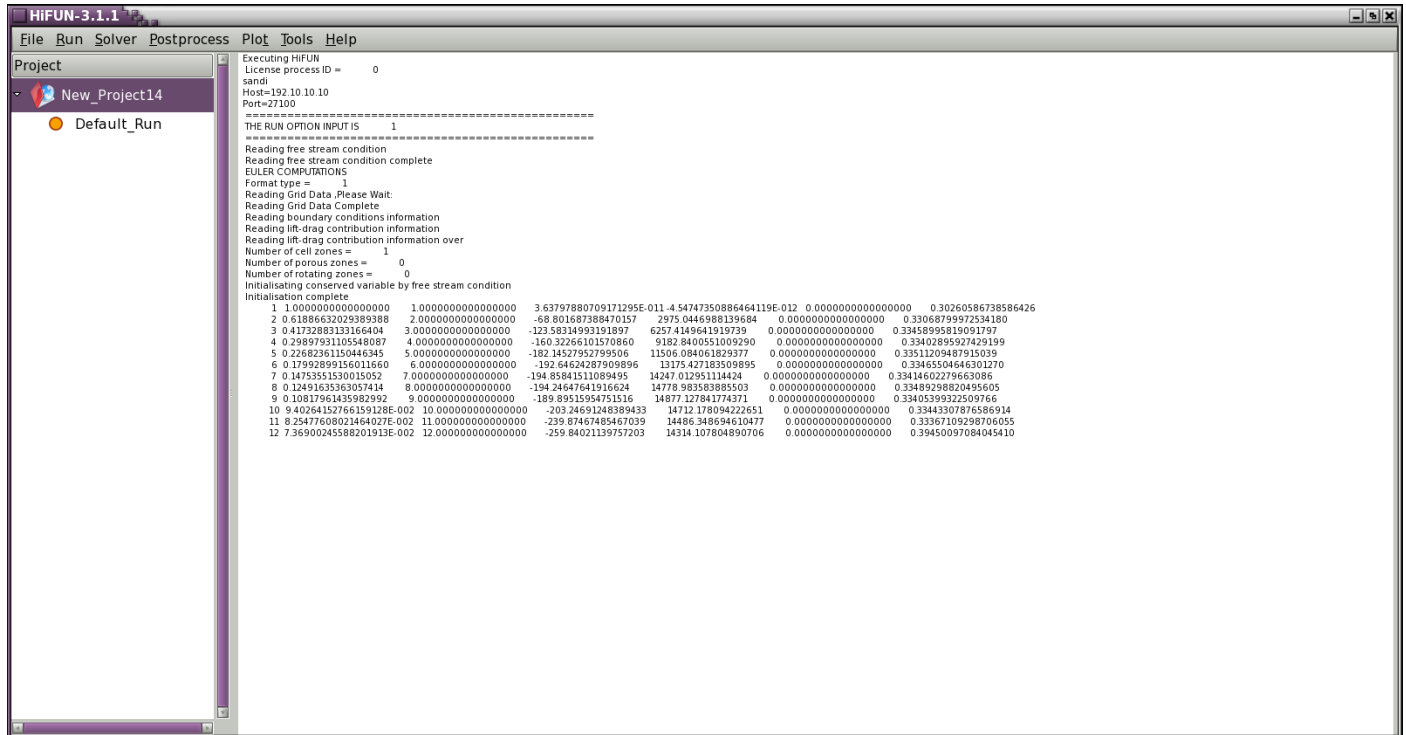 HiFUN-3.1.1
File Run Solver Postprocess Plot Tools Help
Project
New_Project14
Default_Run
Executing HiFUN
License process ID = 0
sandi
Host=192.10.10.10
Port=27100
==================================================
THE RUN OPTION INPUT IS 1
==================================================
Reading free stream condition
Reading free stream condition complete
EULER COMPUTATIONS
Format type = 1
Reading Grid Data ,Please Wait:
Reading Grid Data Complete
Reading boundary conditions information
Reading lift-drag contribution information
Reading lift-drag contribution information over
Number of cell zones = 1
Number of porous zones = 0
Number of rotating zones = 0
Initialising conserved variable by free stream condition
Initialisation complete
1 1.0000000000000000 1.0000000000000000 3.63797880709171295E-011 -4.54747350886464119E-012 0.0000000000000000 0.30260586738586426
2 0.61886632029389388 2.0000000000000000 -68.801687388470157 2975.0446988139684 0.0000000000000000 0.33068799972534180
3 0.41732883133166404 3.0000000000000000 -123.58314993191897 6257.4149641919739 0.0000000000000000 0.33458995819091797
4 0.29897931105548087 4.0000000000000000 -160.32266101570860 9182.8400551009290 0.0000000000000000 0.33402895927429199
5 0.22682361150446345 5.0000000000000000 -182.14527952799506 11506.084061829377 0.0000000000000000 0.33511209487915039
6 0.17992899156011660 6.0000000000000000 -192.64624287909896 13175.427183509895 0.0000000000000000 0.33465504646301270
7 0.14753551530015052 7.0000000000000000 -194.85841511089495 14247.012951114424 0.0000000000000000 0.33414602279663086
8 0.12491635363057414 8.0000000000000000 -194.24647641916624 14778.983583885503 0.0000000000000000 0.33489298820495605
9 0.10817961435982992 9.0000000000000000 -189.89515954751516 14877.127841774371 0.0000000000000000 0.33405399322509766
10 9.40264152766159128E-002 10.000000000000000 -203.24691248389433 14712.178094222651 0.0000000000000000 0.33443307876586914
11 8.25477608021464027E-002 11.000000000000000 -239.87467485467039 14486.348694610477 0.0000000000000000 0.33367109298706055
12 7.36900245588201913E-002 12.000000000000000 -259.84021139757203 14314.107804890706 0.0000000000000000 0.39450097084045410